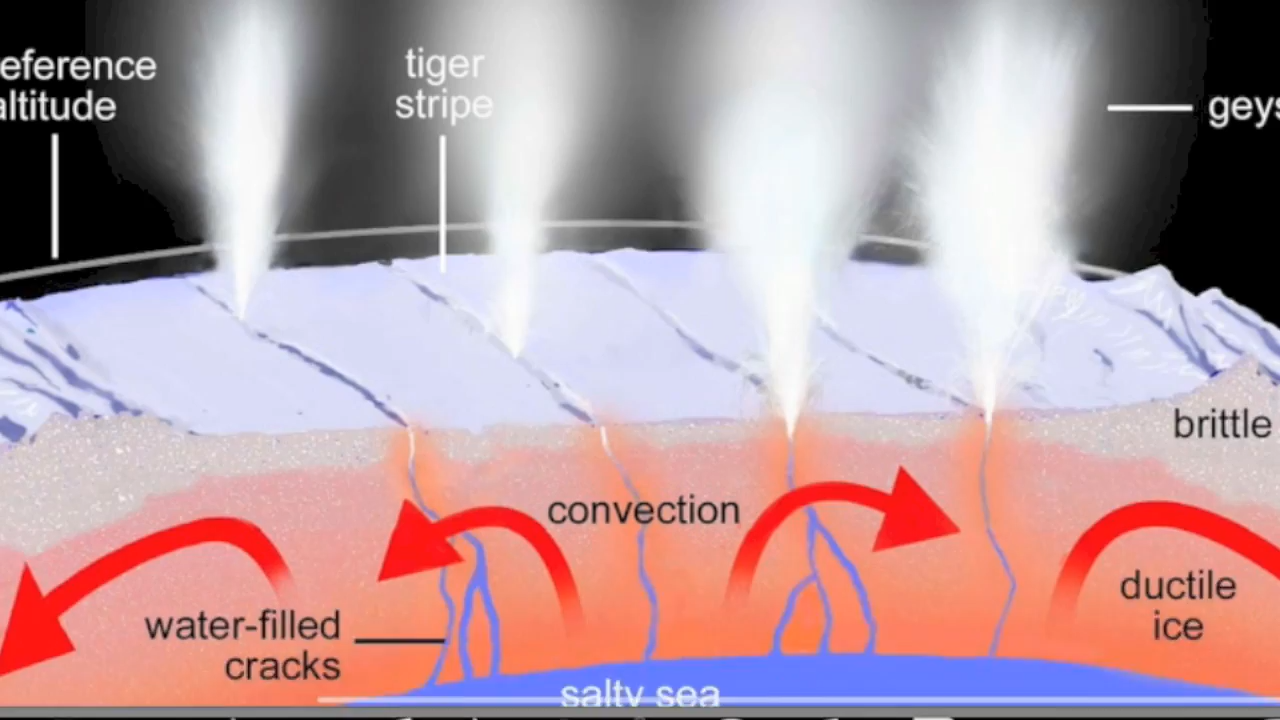 eference
altitude
tiger
stripe
geys
brittle
convection
ductile
ice
water-filled
cracks
salty sea